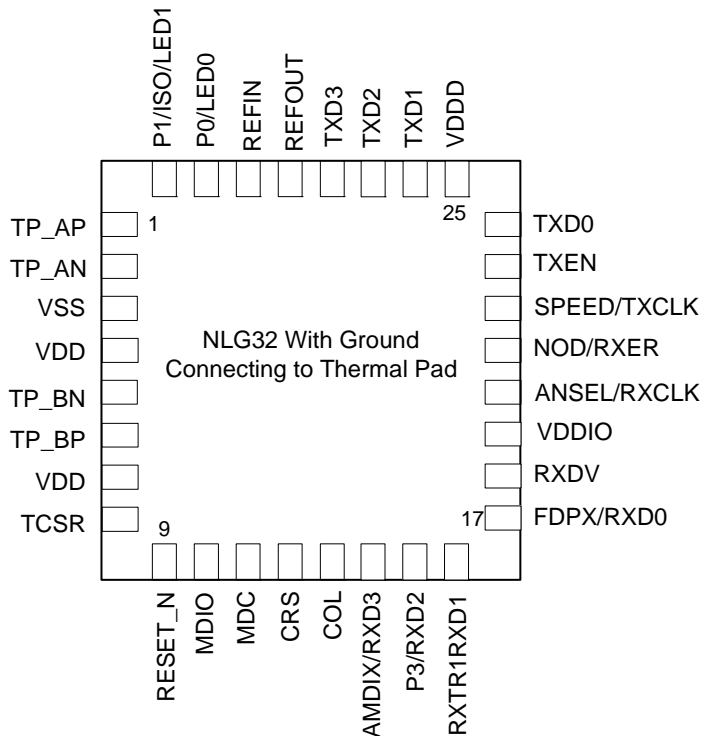 P1/ISO/LED1
P0/LED0
REFIN
REFOUT
TXD3
TXD2
TXD1
VDDD
1
25
TP_AP
TP_AN
VSS
VDD
TP_BN
TP_BP
VDD
TCSR
NLG32 With Ground
Connecting to Thermal Pad
TXD0
TXEN
SPEED/TXCLK
NOD/RXER
ANSEL/RXCLK
VDDIO
RXDV
FDPX/RXD0
9
17
RESET_N
MDIO
MDC
CRS
COL
AMDIX/RXD3
P3/RXD2
RXTR1RXD1